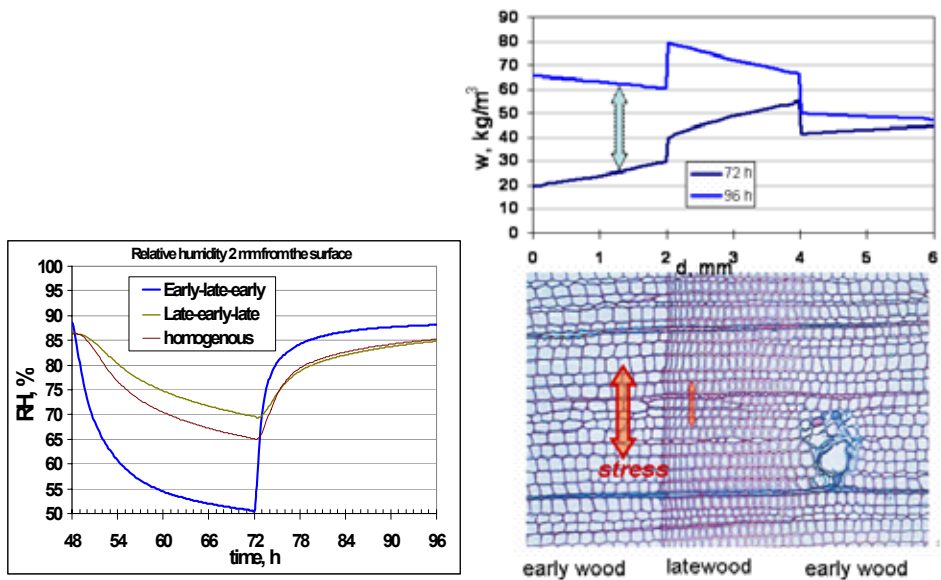 Relative humidity 2 mm from the surface
100
95
90
85
80
75
70
65
60
55
50
RH, %
Early-late-early
Late-early-late
homogenous
48 54 60 66 72 78 84 90 96
time, h
90
80
70
60
50
40
30
20
10
0
w, kg/m³
72 h
96 h
0 1 2 3 4 5 6
d, mm
stress
early wood latewood early wood